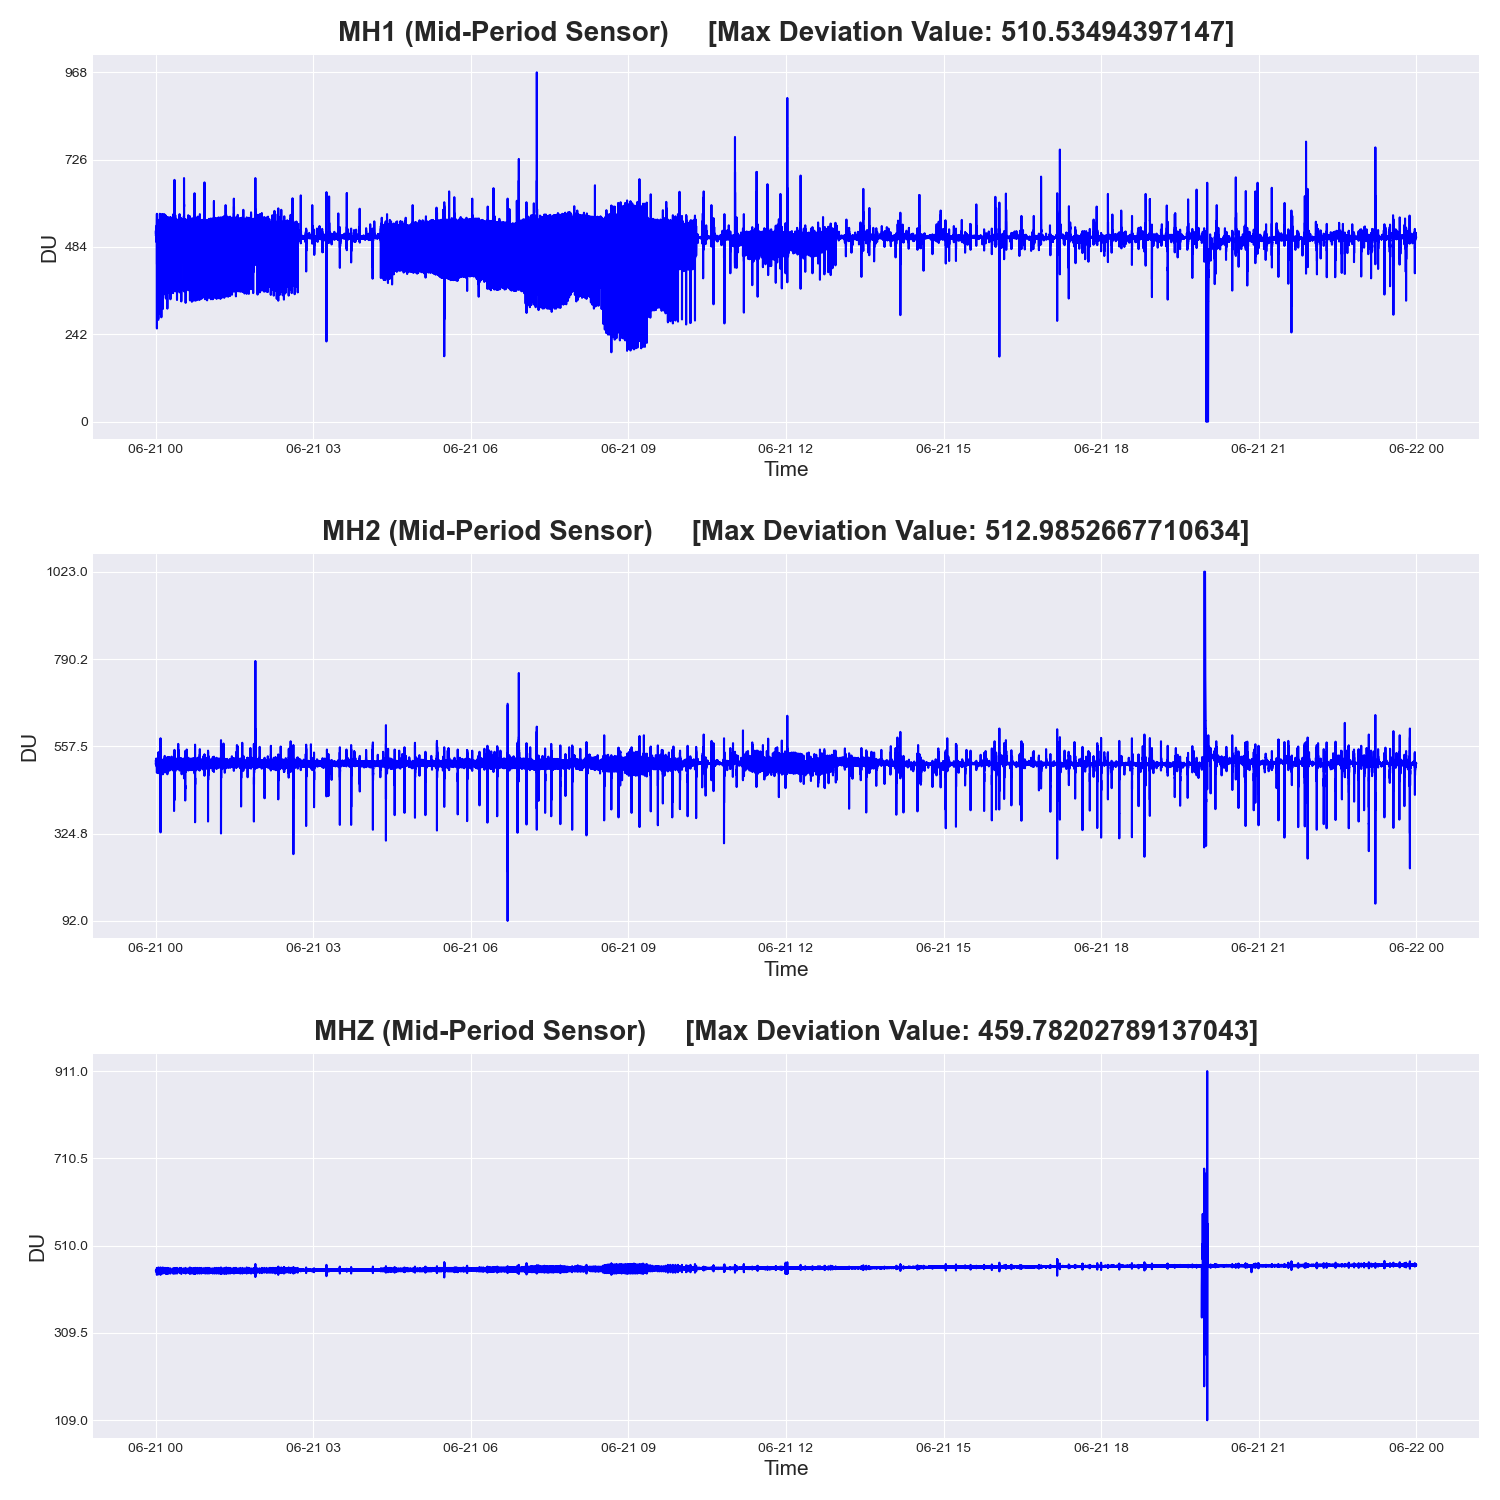 MH1 (Mid-Period Sensor) [Max Deviation Value: 510.53494397147]
968
726
484
242
0
DU
06-21 00 06-21 03 06-21 06 06-21 09 06-21 12 06-21 15 06-21 18 06-21 21 06-22 00
Time
MH2 (Mid-Period Sensor) [Max Deviation Value: 512.9852667710634]
1023.0
790.2
557.5
324.8
92.0
DU
06-21 00 06-21 03 06-21 06 06-21 09 06-21 12 06-21 15 06-21 18 06-21 21 06-22 00
Time
MHZ (Mid-Period Sensor) [Max Deviation Value: 459.78202789137043]
911.0
710.5
510.0
309.5
109.0
DU
06-21 00 06-21 03 06-21 06 06-21 09 06-21 12 06-21 15 06-21 18 06-21 21 06-22 00
Time